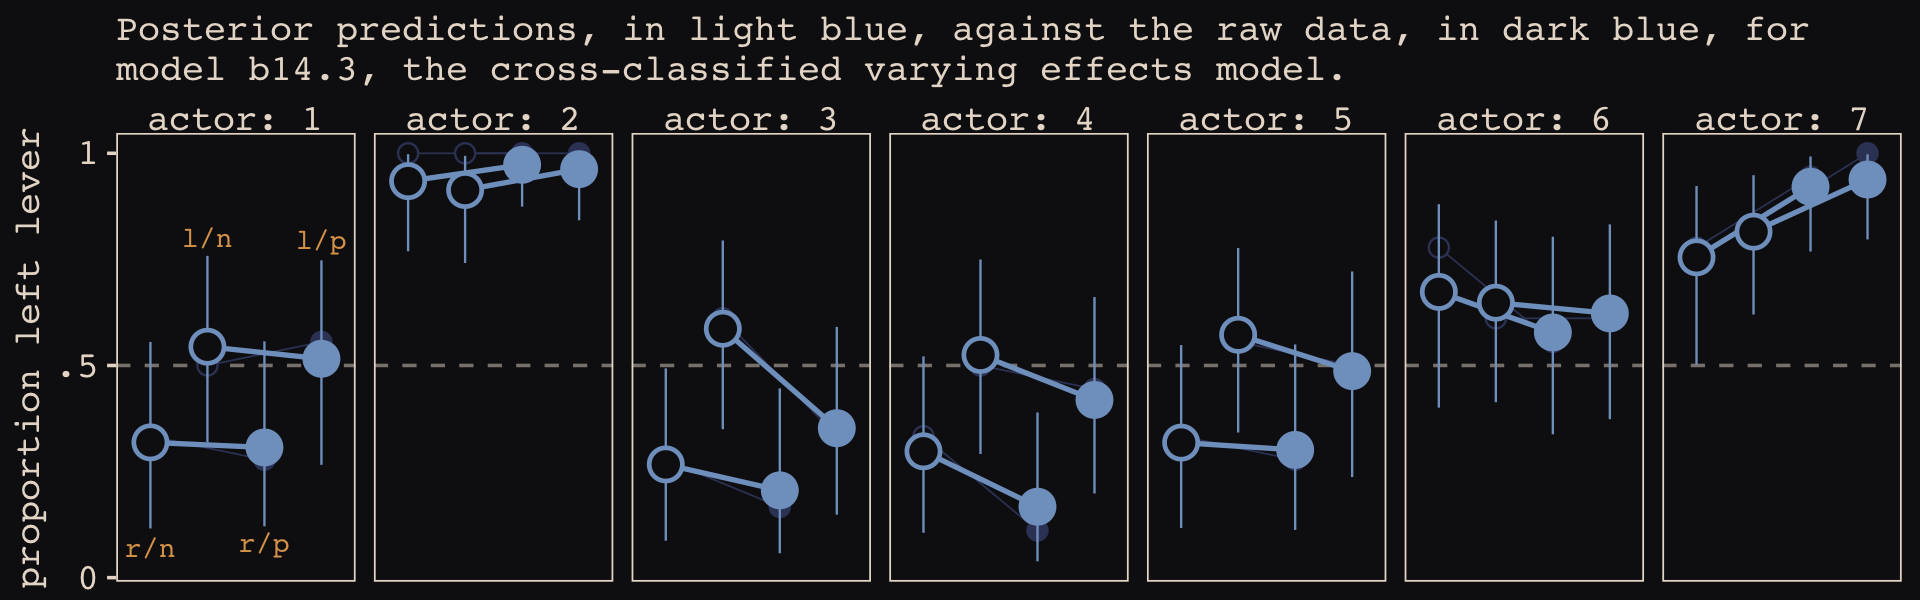 Posterior predictions, in light blue, against the raw data, in dark blue, for
model b14.3, the cross-classified varying effects model.
actor: 1
actor: 2
actor: 3
actor: 4
actor: 5
actor: 6
actor: 7
proportion left lever
1
.5
0
l/n
l/p
r/n
r/p